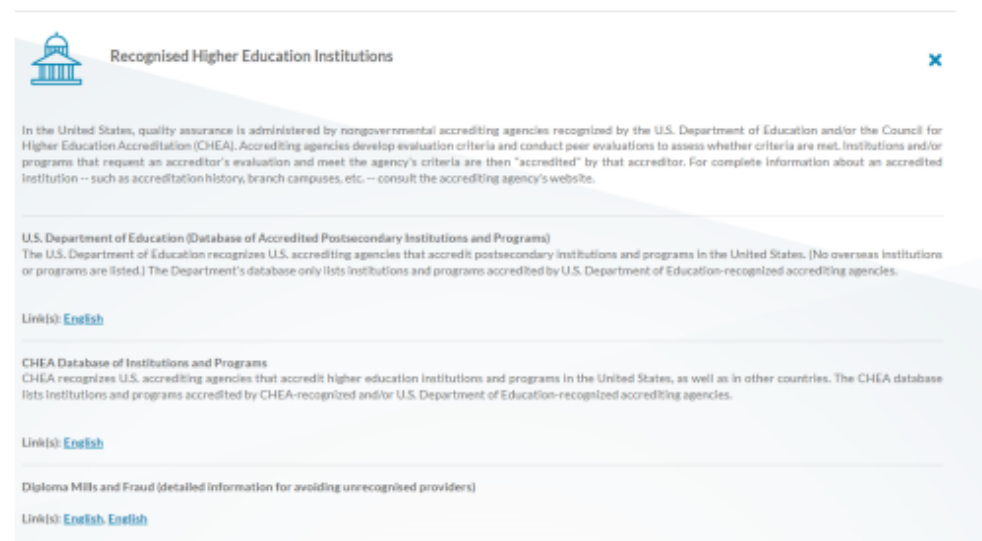 Recognised Higher Education Institutions
In the United States, quality assurance is administered by nongovernmental accrediting agencies recognized by the U.S. Department of Education and/or the Council for
Higher Education Accreditation (CHEA). Accrediting agencies develop evaluation criteria and conduct peer evaluations to assess whether criteria are met. Institutions and/or
programs that request an accreditor's evaluation and meet the agency's criteria are then "accredited" by that accreditor. For complete information about an accredited
institution -- such as accreditation history, branch campuses, etc. -- consult the accrediting agency's website.
U.S. Department of Education (Database of Accredited Postsecondary Institutions and Programs)
The U.S. Department of Education recognizes U.S. accrediting agencies that accredit postsecondary institutions and programs in the United States. (No overseas institutions
or programs are listed.) The Department's database only lists institutions and programs accredited by U.S. Department of Education-recognized accrediting agencies.
Link(s): English
CHEA Database of Institutions and Programs
CHEA recognizes U.S. accrediting agencies that accredit higher education institutions and programs in the United States, as well as in other countries. The CHEA database
lists institutions and programs accredited by CHEA-recognized and/or U.S. Department of Education-recognized accrediting agencies.
Link(s): English
Diploma Mills and Fraud (detailed information for avoiding unrecognised providers)
Link(s): English, English